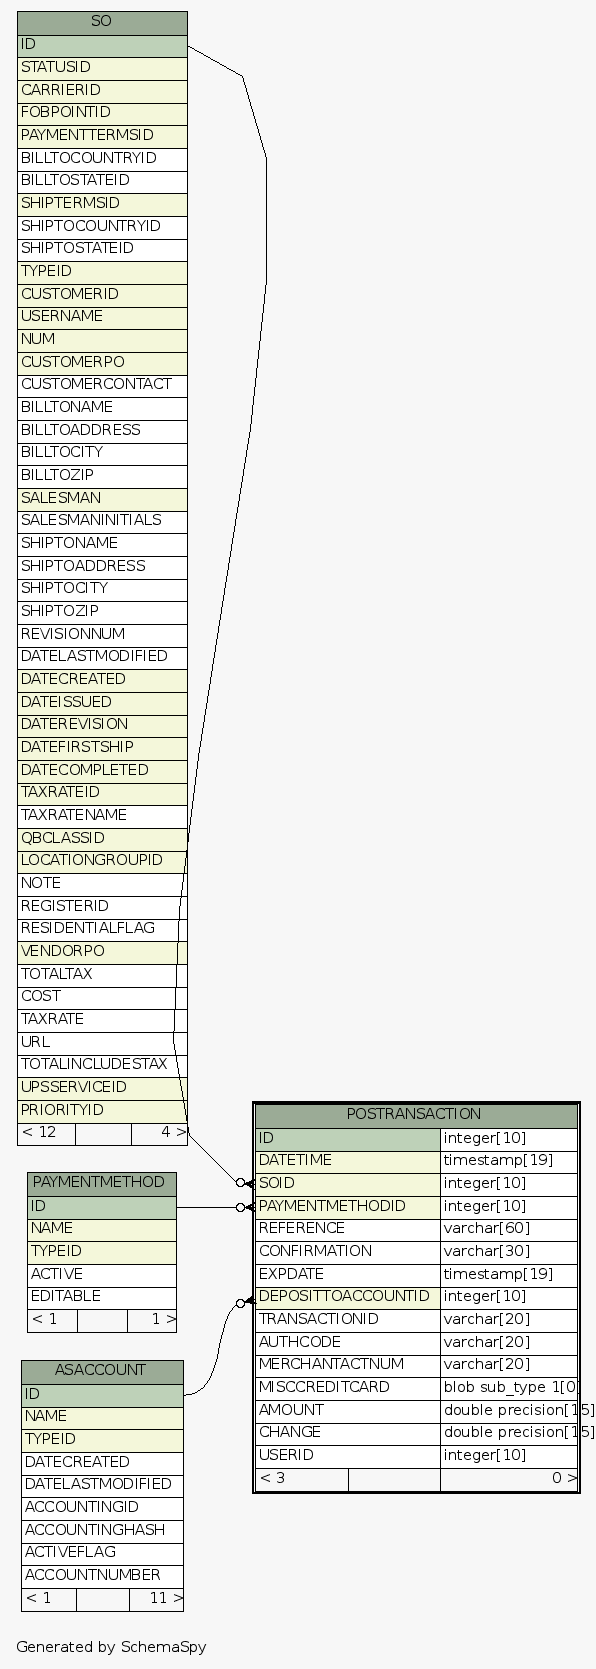 SO
ID
STATUSID
CARRIERID
FOBPOINTID
PAYMENTTERMSID
BILLTOCOUNTRYID
BILLTOSTATEID
SHIPTERMSID
SHIPTOCOUNTRYID
SHIPTOSTATEID
TYPEID
CUSTOMERID
USERNAME
NUM
CUSTOMERPO
CUSTOMERCONTACT
BILLTONAME
BILLTOADDRESS
BILLTOCITY
BILLTOZIP
SALESMAN
SALESMANINITIALS
SHIPTONAME
SHIPTOADDRESS
SHIPTOCITY
SHIPTOZIP
REVISIONNUM
DATELASTMODIFIED
DATECREATED
DATEISSUED
DATEREVISION
DATEFIRSTSHIP
DATECOMPLETED
TAXRATEID
TAXRATENAME
QBCLASSID
LOCATIONGROUPID
NOTE
REGISTERID
RESIDENTIALFLAG
VENDORPO
TOTALTAX
COST
TAXRATE
URL
TOTALINCLUDESTAX
UPSSERVICEID
PRIORITYID
< 12 4 >
PAYMENTMETHOD
ID
NAME
TYPEID
ACTIVE
EDITABLE
< 1 1 >
ASACCOUNT
ID
NAME
TYPEID
DATECREATED
DATELASTMODIFIED
ACCOUNTINGID
ACCOUNTINGHASH
ACTIVEFLAG
ACCOUNTNUMBER
< 1 11 >
POSTRANSACTION
ID integer[10]
DATETIME timestamp[19]
SOID integer[10]
PAYMENTMETHODID integer[10]
REFERENCE varchar[60]
CONFIRMATION varchar[30]
EXPDATE timestamp[19]
DEPOSITTOACCOUNTID integer[10]
TRANSACTIONID varchar[20]
AUTHCODE varchar[20]
MERCHANTACTNUM varchar[20]
MISCCREDITCARD blob sub_type 1[0]
AMOUNT double precision[15]
CHANGE double precision[15]
USERID integer[10]
< 3 0 >
Generated by SchemaSpy